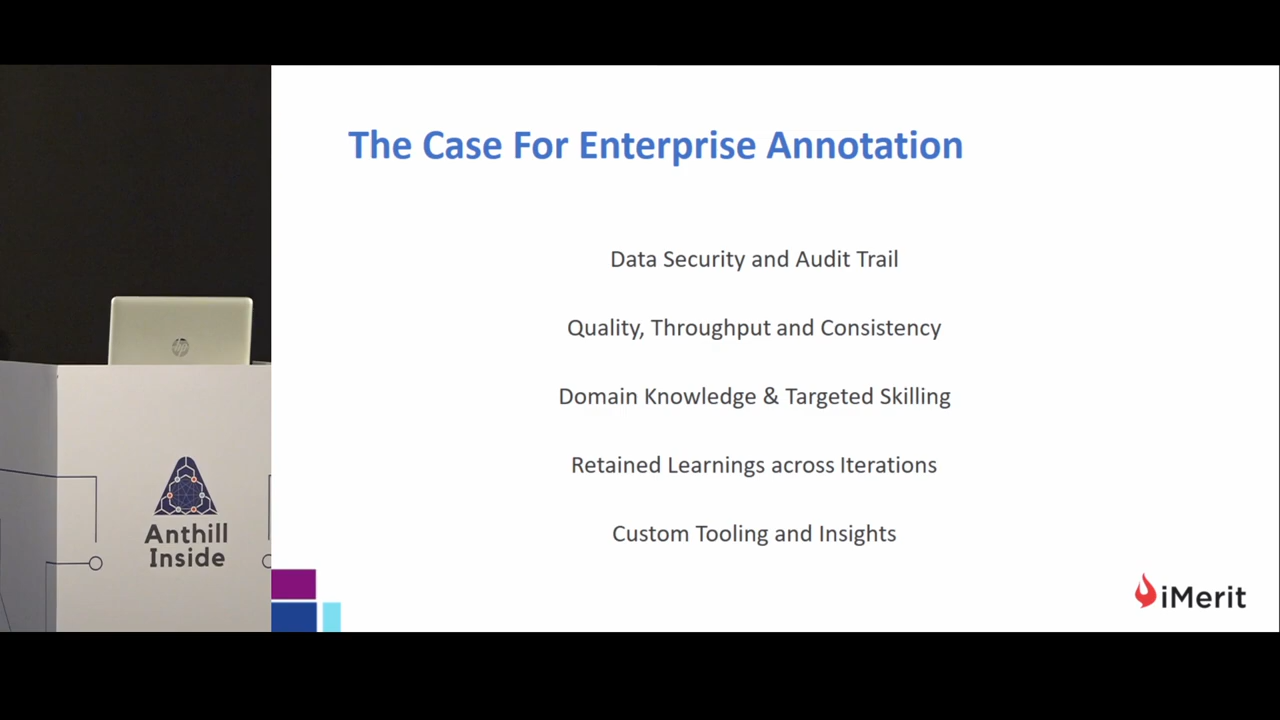 The Case For Enterprise Annotation
Data Security and Audit Trail
Quality, Throughput and Consistency
Domain Knowledge & Targeted Skilling
Retained Learnings across Iterations
Custom Tooling and Insights
iMerit
hp
Anthill
Inside